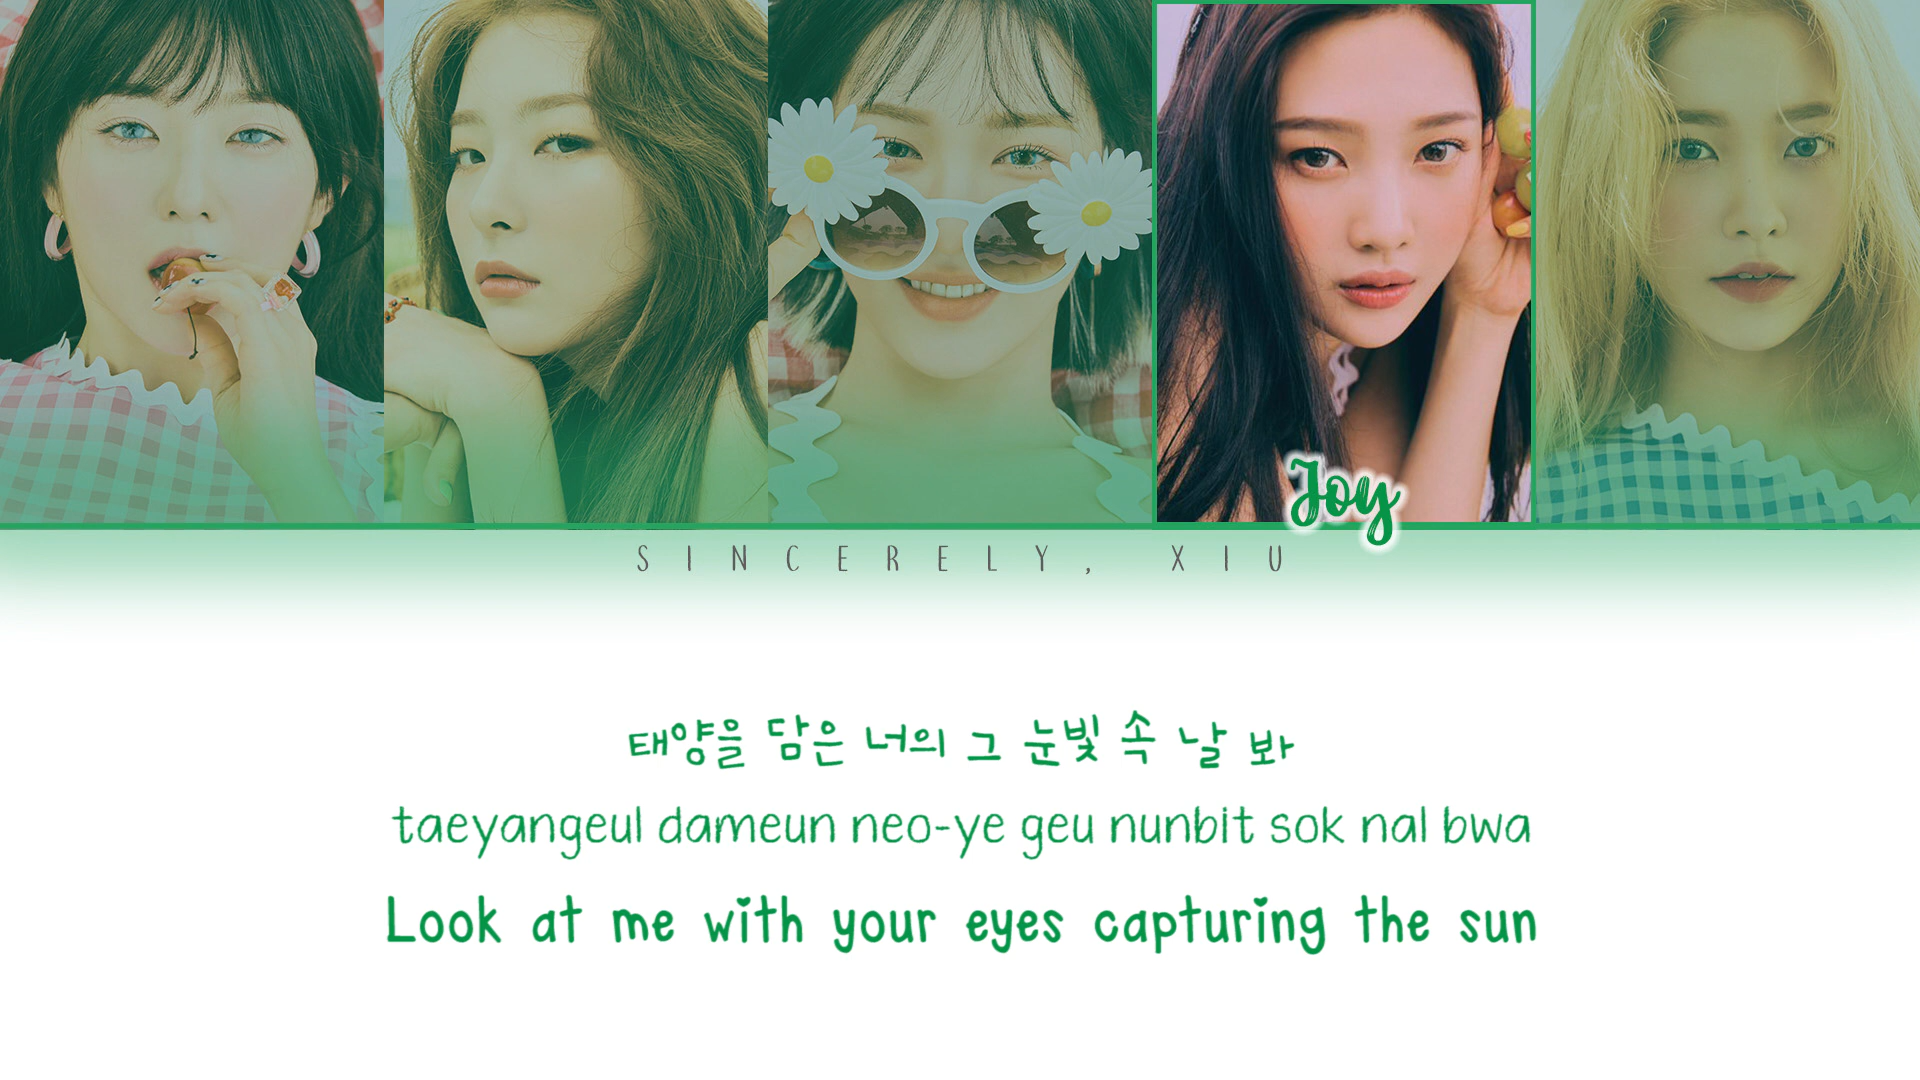 Joy
SINCERELY, XIU
태양을 담은 너의 그 눈빛 속 날 봐
taeyangeul dameun neo-ye geu nunbit sok nal bwa
Look at me with your eyes capturing the sun